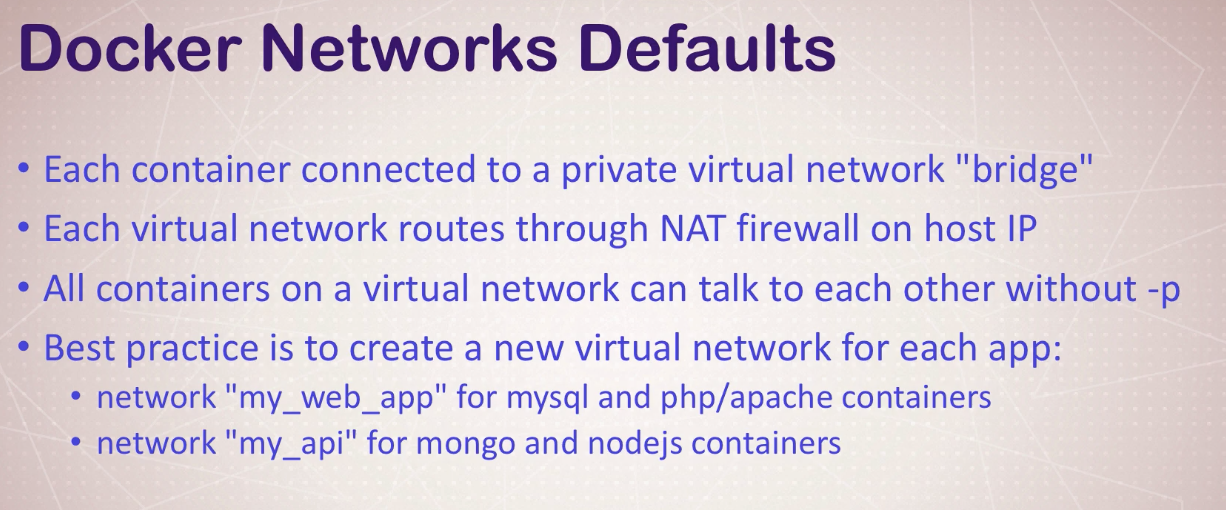 Docker Networks Defaults
• Each container connected to a private virtual network "bridge"
• Each virtual network routes through NAT firewall on host IP
• All containers on a virtual network can talk to each other without -p
• Best practice is to create a new virtual network for each app:
• network "my_web_app" for mysql and php/apache containers
• network "my_api" for mongo and nodejs containers